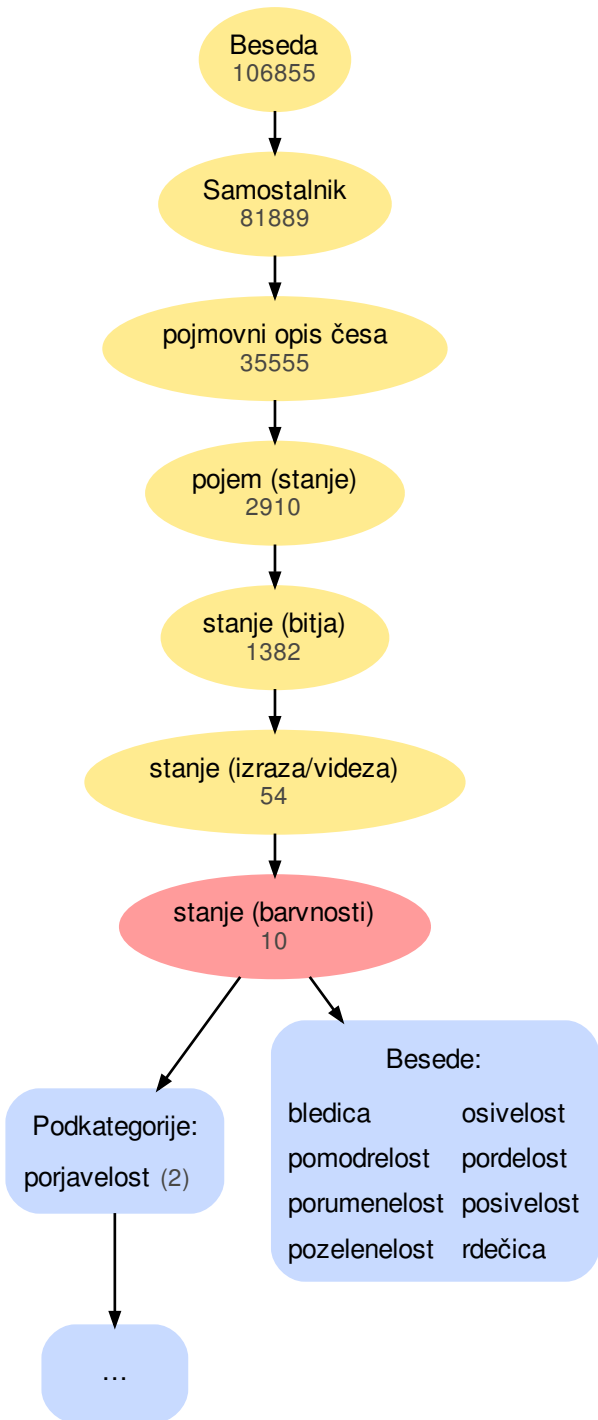 Beseda
106855
Samostalnik
81889
pojmovni opis česa
35555
pojem (stanje)
2910
stanje (bitja)
1382
stanje (izraza/videza)
54
stanje (barvnosti)
10
Podkategorije:
porjavelost (2)
…
Besede:
bledica osivelost
pomodrelost pordelost
porumenelost posivelost
pozelenelost rdečica